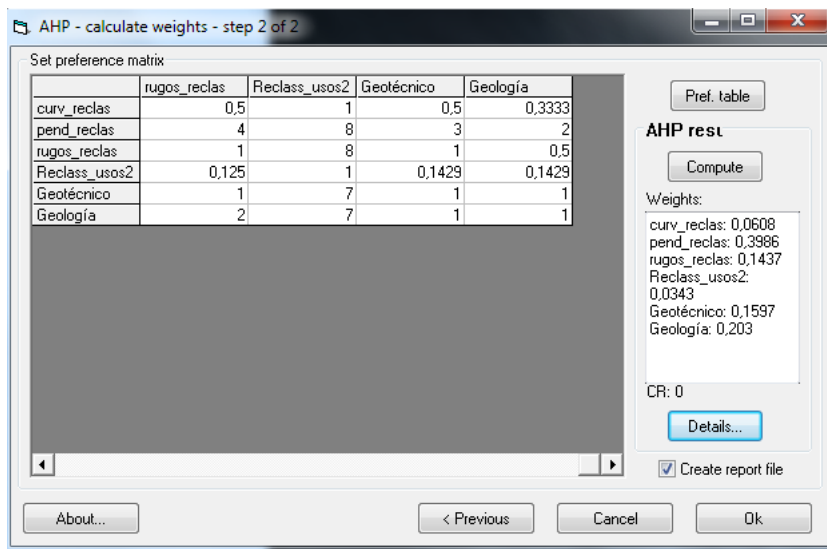 AHP - calculate weights - step 2 of 2
Set preference matrix
rugos_reclas Reclass_usos2 Geotécnico Geología
curv_reclas 0,5 1 0,5 0,3333
pend_reclas 4 8 3 2
rugos_reclas 1 8 1 0,5
Reclass_usos2 0,125 1 0,1429 0,1429
Geotécnico 1 7 1 1
Geología 2 7 1 1
Pref. table
AHP resu
Compute
Weights:
curv_reclas: 0,0608
pend_reclas: 0,3986
rugos_reclas: 0,1437
Reclass_usos2:
0,0343
Geotécnico: 0,1597
Geología: 0,203
CR: 0
Details...
Create report file
About...
< Previous
Cancel
Ok